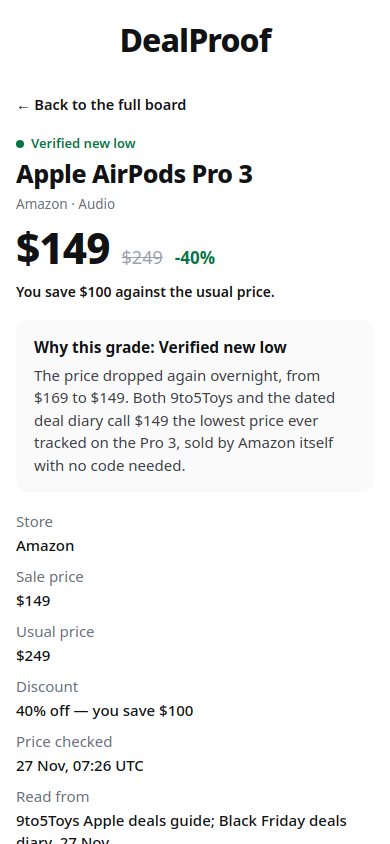 DealProof
← Back to the full board
Verified new low
Apple AirPods Pro 3
Amazon · Audio
$149 $249 -40%
You save $100 against the usual price.
Why this grade: Verified new low
The price dropped again overnight, from
$169 to $149. Both 9to5Toys and the dated
deal diary call $149 the lowest price ever
tracked on the Pro 3, sold by Amazon itself
with no code needed.
Store
Amazon
Sale price
$149
Usual price
$249
Discount
40% off — you save $100
Price checked
27 Nov, 07:26 UTC
Read from
9to5Toys Apple deals guide; Black Friday deals
diary, 27 Nov